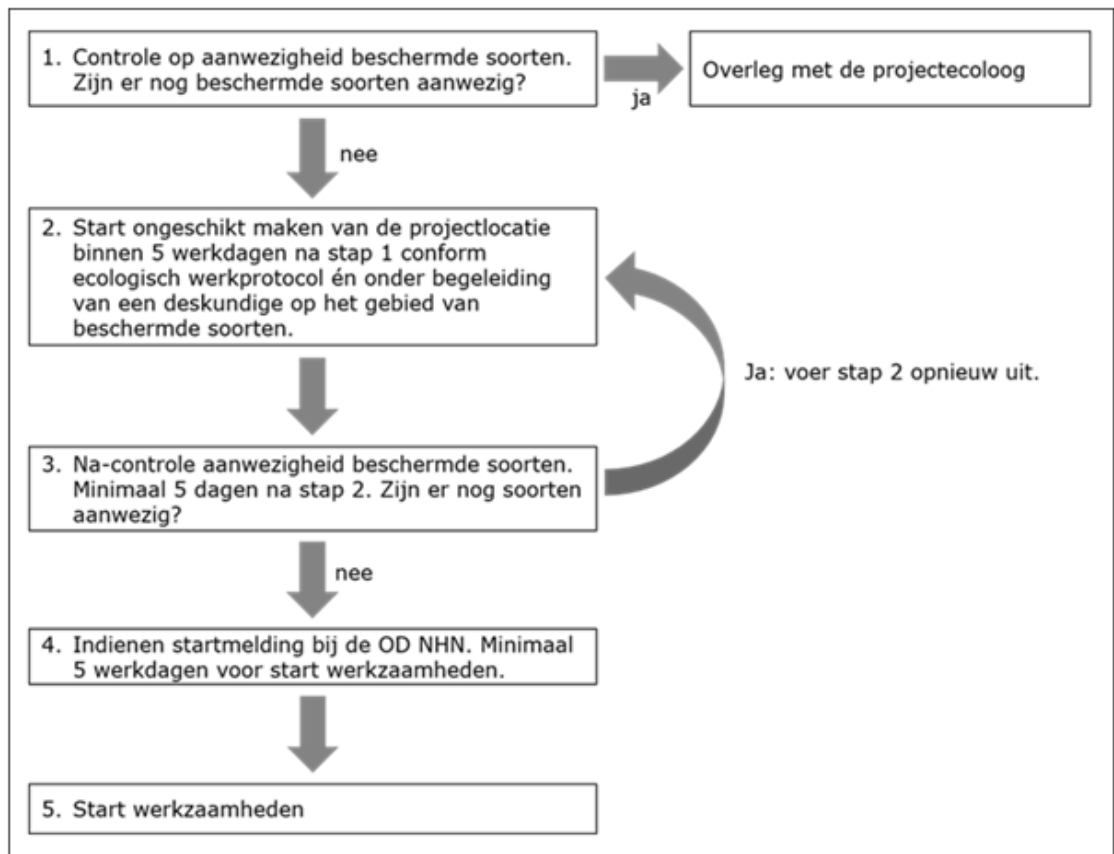 1. Controle op aanwezigheid beschermde soorten.
Zijn er nog beschermde soorten aanwezig?
ja
Overleg met de projectecoloog
nee
2. Start ongeschikt maken van de projectlocatie
binnen 5 werkdagen na stap 1 conform
ecologisch werkprotocol én onder begeleiding
van een deskundige op het gebied van
beschermde soorten.
Ja: voer stap 2 opnieuw uit.
3. Na-controle aanwezigheid beschermde soorten.
Minimaal 5 dagen na stap 2. Zijn er nog soorten
aanwezig?
nee
4. Indienen startmelding bij de OD NHN. Minimaal
5 werkdagen voor start werkzaamheden.
5. Start werkzaamheden